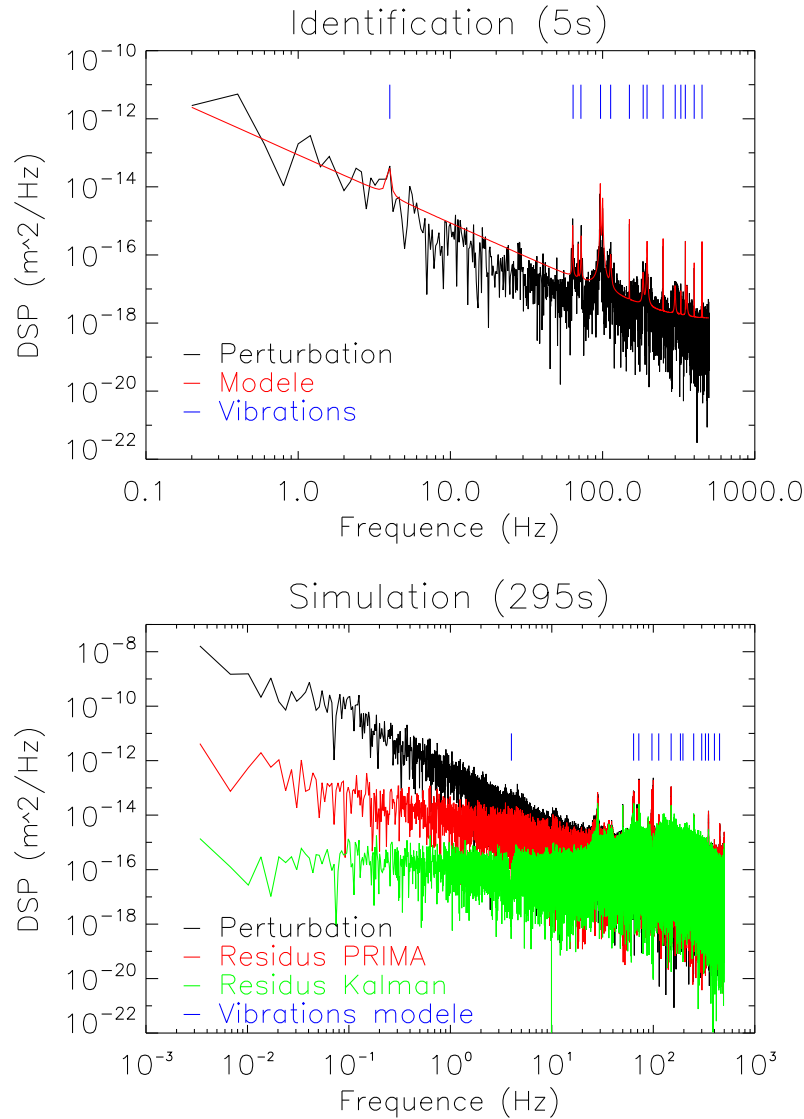 Identification (5s)
10^-10
10^-12
10^-14
10^-16
10^-18
10^-20
10^-22
DSP (m^2/Hz)
Perturbation
Modele
Vibrations
0.1 1.0 10.0 100.0 1000.0
Frequence (Hz)
Simulation (295s)
10^-8
10^-10
10^-12
10^-14
10^-16
10^-18
10^-20
10^-22
DSP (m^2/Hz)
Perturbation
Residus PRIMA
Residus Kalman
Vibrations modele
10^-3 10^-2 10^-1 10^0 10^1 10^2 10^3
Frequence (Hz)